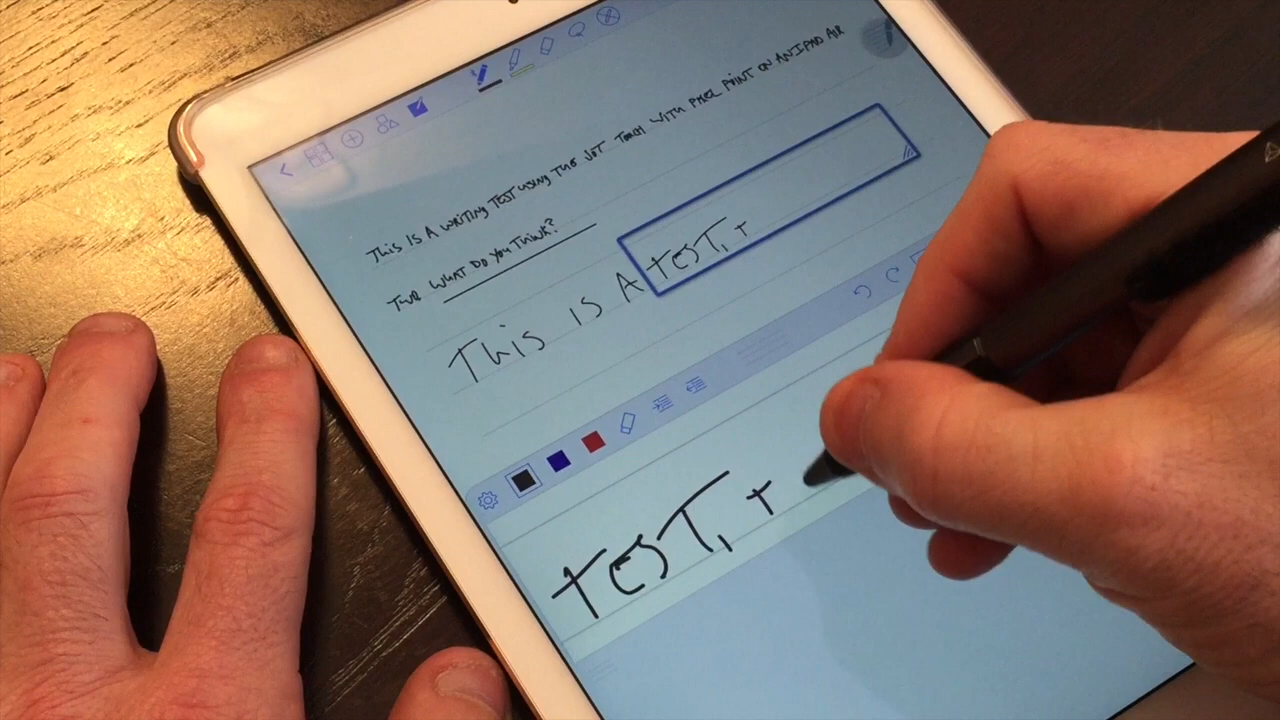 THIS IS A WRITING TEST USING THE JOT TOUCH WITH PIXEL POINT ON AN IPAD AIR
TWO WHAT DO YOU THINK?
THIS IS A TEST, +
TEST, +